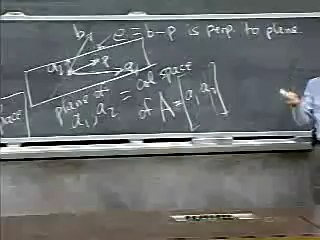 b e = b-p is perp. to plane
a2 p a1
plane of a1, a2 = col space of A = [a1 a2]
space